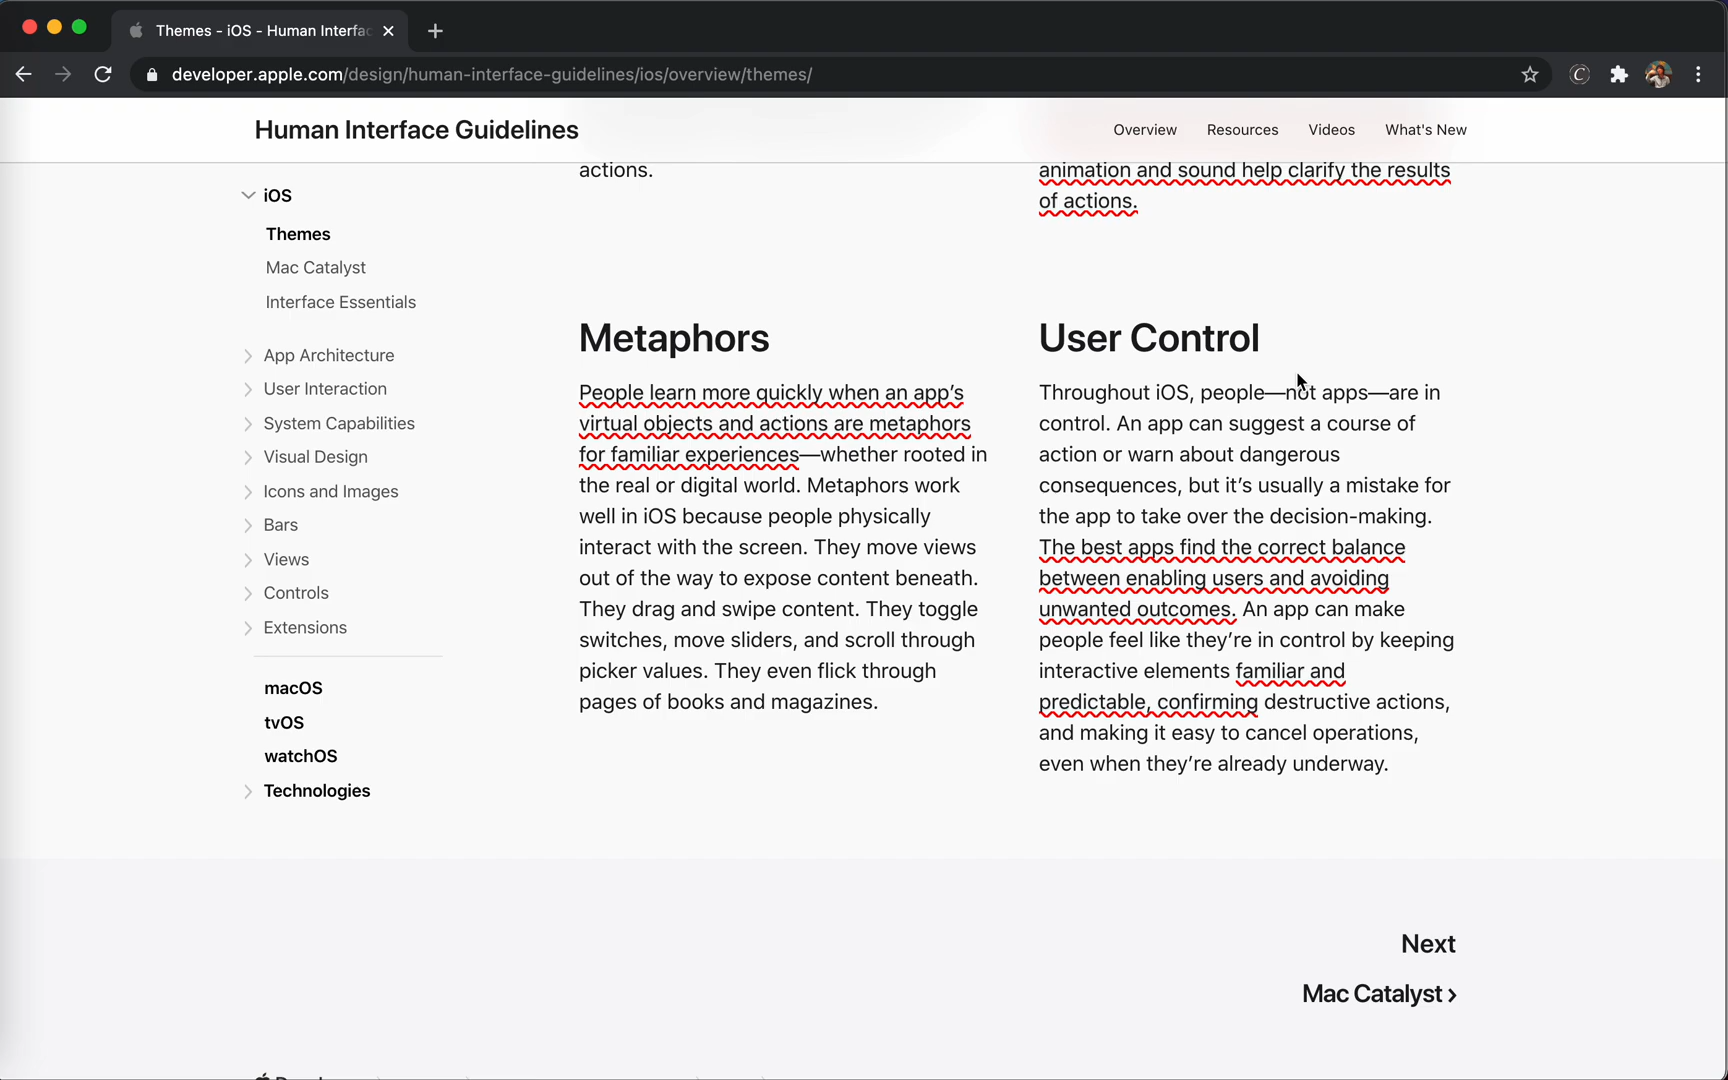 Themes - iOS - Human Interfac
developer.apple.com/design/human-interface-guidelines/ios/overview/themes/
C
Human Interface Guidelines
Overview
Resources
Videos
What's New
iOS
Themes
Mac Catalyst
Interface Essentials
App Architecture
User Interaction
System Capabilities
Visual Design
Icons and Images
Bars
Views
Controls
Extensions
macOS
tvOS
watchOS
Technologies
actions.
animation and sound help clarify the results
of actions.
Metaphors
People learn more quickly when an app’s
virtual objects and actions are metaphors
for familiar experiences—whether rooted in
the real or digital world. Metaphors work
well in iOS because people physically
interact with the screen. They move views
out of the way to expose content beneath.
They drag and swipe content. They toggle
switches, move sliders, and scroll through
picker values. They even flick through
pages of books and magazines.
User Control
Throughout iOS, people—not apps—are in
control. An app can suggest a course of
action or warn about dangerous
consequences, but it’s usually a mistake for
the app to take over the decision-making.
The best apps find the correct balance
between enabling users and avoiding
unwanted outcomes. An app can make
people feel like they’re in control by keeping
interactive elements familiar and
predictable, confirming destructive actions,
and making it easy to cancel operations,
even when they’re already underway.
Next
Mac Catalyst ›